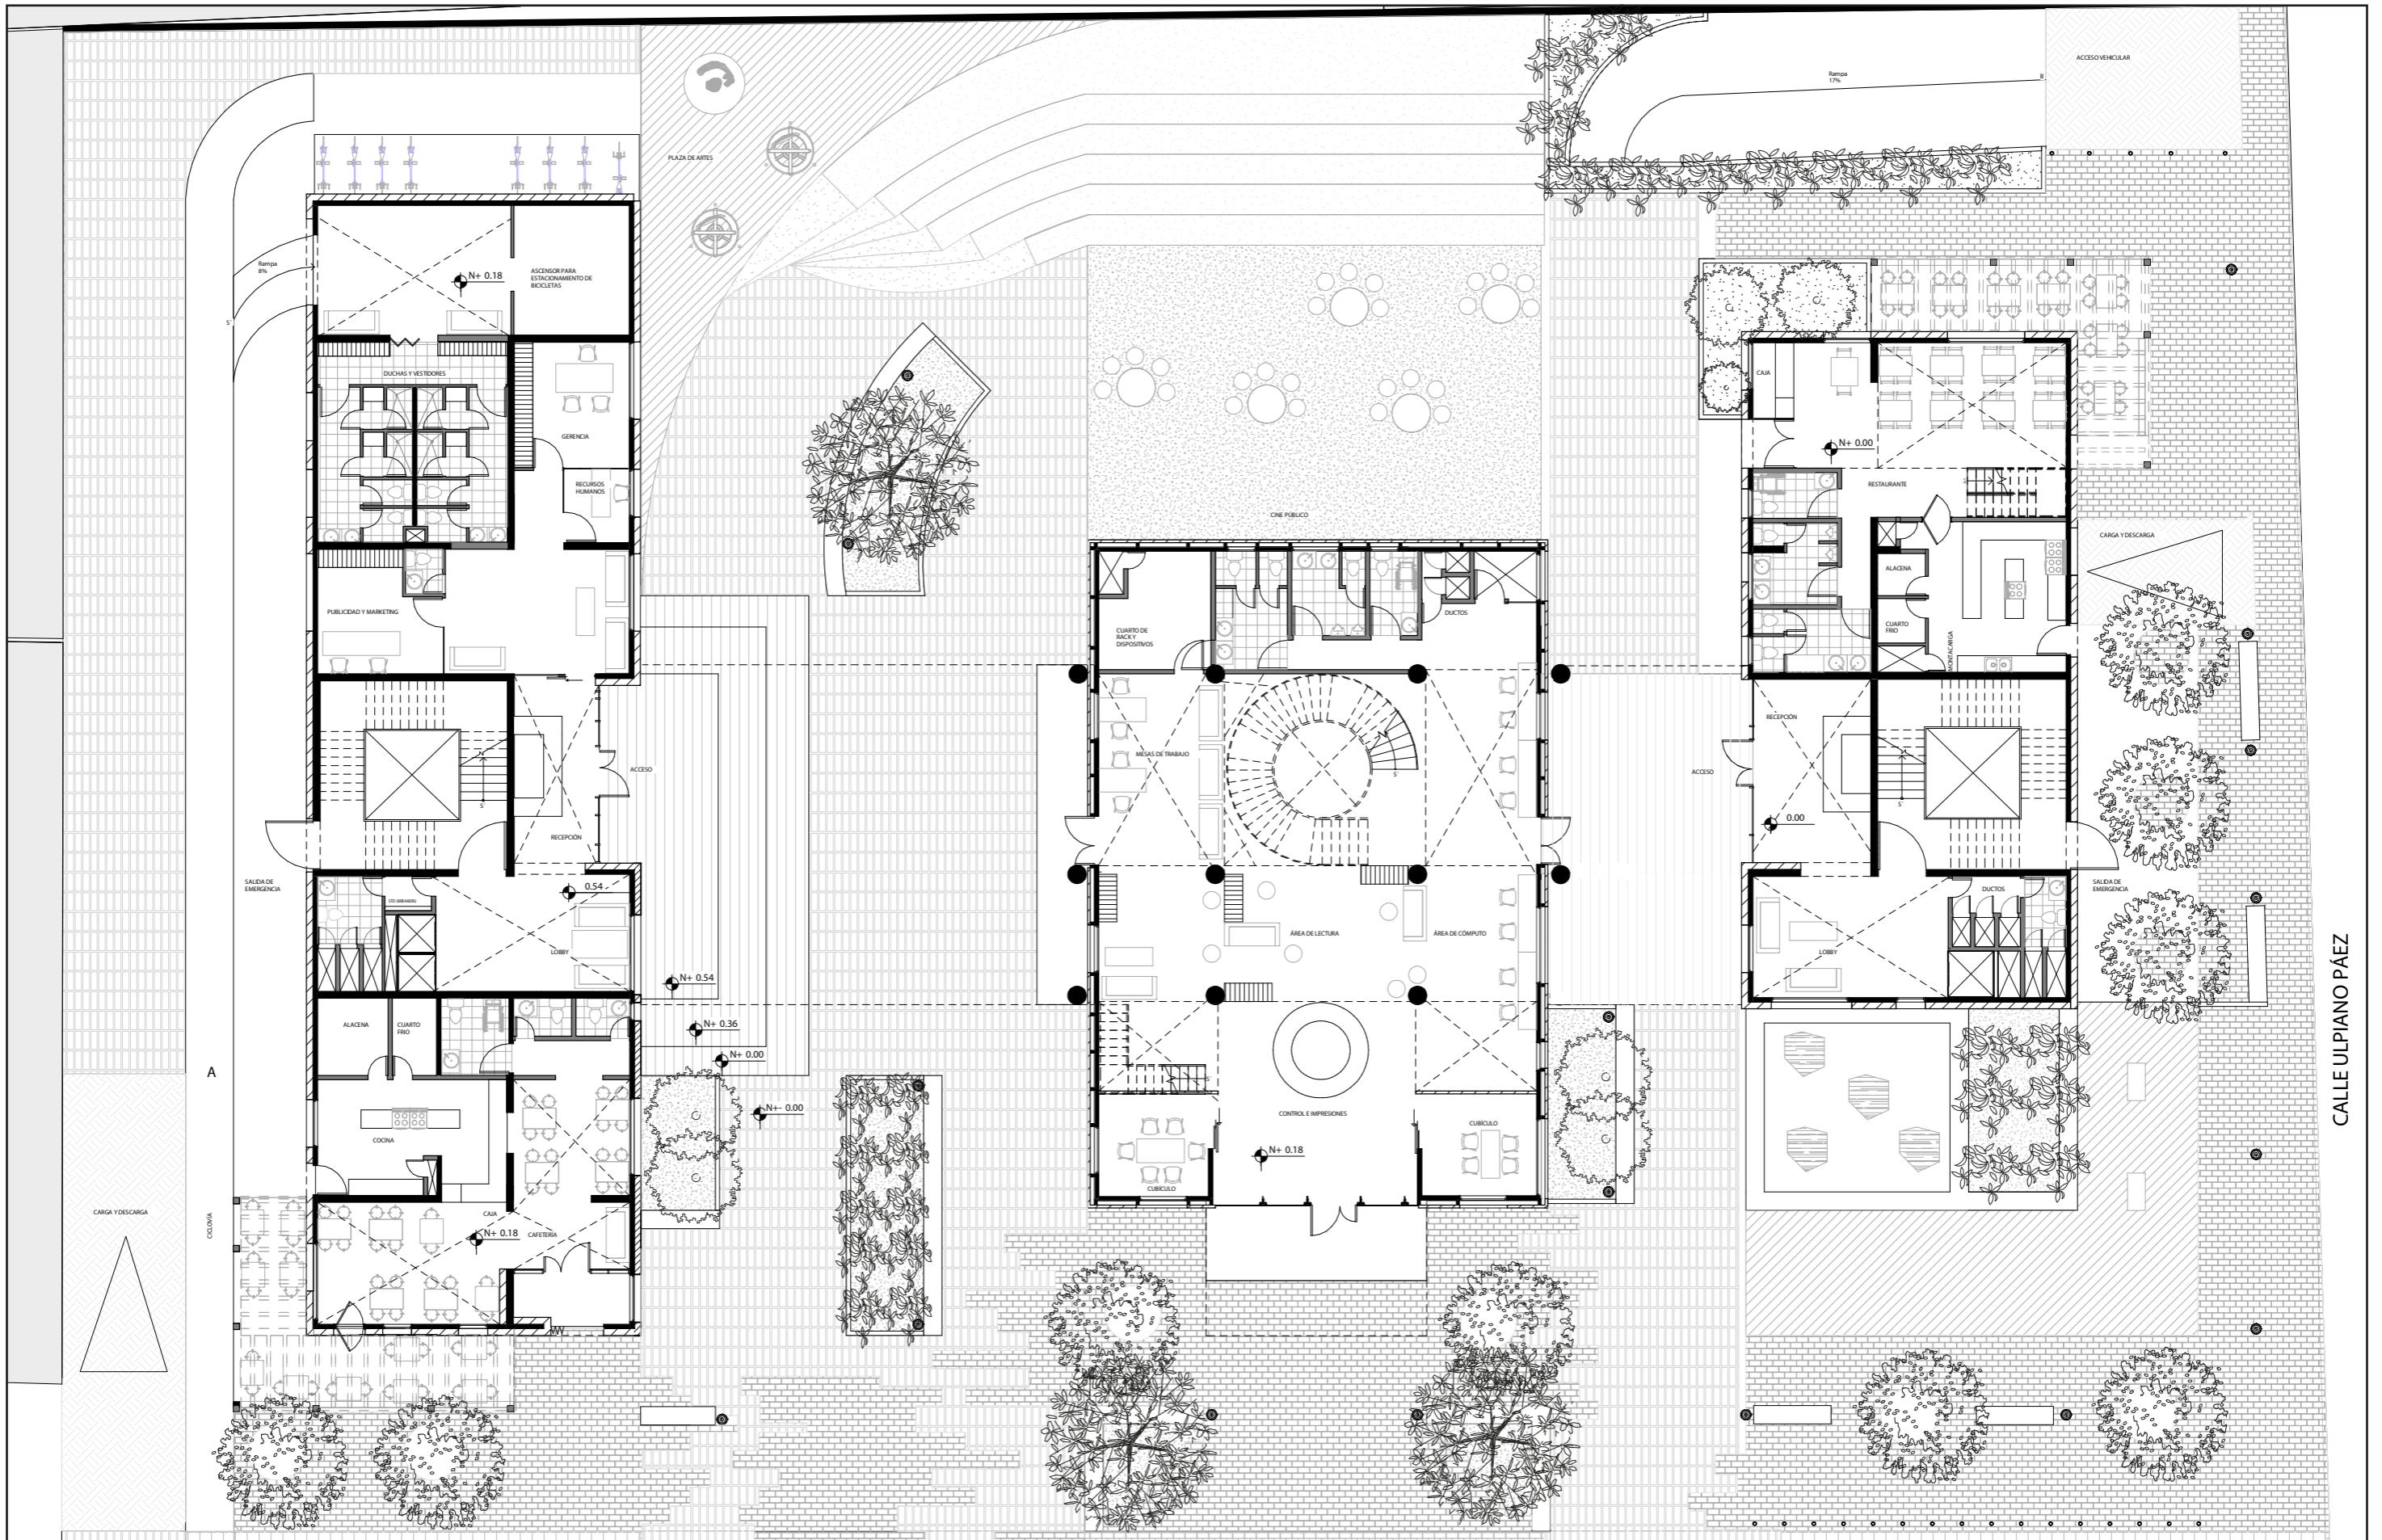 ACCESO VEHICULAR
Rampa
17%
B
PLAZA DE ARTES
Rampa
8%
S
N+ 0.18
ASCENSOR PARA
ESTACIONAMIENTO DE
BICICLETAS
DUCHAS Y VESTIDORES
GERENCIA
RECURSOS
HUMANOS
PUBLICIDAD Y MARKETING
S
ACCESO
RECEPCIÓN
SALIDA DE
EMERGENCIA
0.54
LOBBY
N+ 0.54
N+ 0.36
N+ 0.00
N+- 0.00
ALACENA
CUARTO
FRIO
A
COCINA
CAJA
N+ 0.18
CAFETERÍA
CARGA Y DESCARGA
CICLOVÍA
CINE PÚBLICO
CUARTO DE
RACK Y
DISPOSITIVOS
DUCTOS
MESAS DE TRABAJO
S
ÁREA DE LECTURA
ÁREA DE CÓMPUTO
CONTROL E IMPRESIONES
N+ 0.18
CUBÍCULO
CUBÍCULO
CAJA
N+ 0.00
RESTAURANTE
CARGA Y DESCARGA
ALACENA
CUARTO
FRIO
MONTACARGA
RECEPCIÓN
ACCESO
S
0.00
SALIDA DE
EMERGENCIA
DUCTOS
LOBBY
CALLE ULPIANO PÁEZ